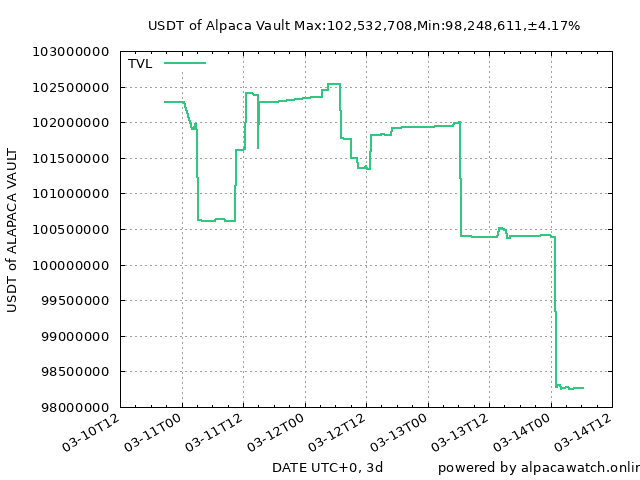 USDT of Alpaca Vault Max:102,532,708,Min:98,248,611,±4.17%
TVL
103000000
102500000
102000000
101500000
101000000
100500000
100000000
99500000
99000000
98500000
98000000
USDT of ALAPACA VAULT
03-10T12
03-11T00
03-11T12
03-12T00
03-12T12
03-13T00
03-13T12
03-14T00
03-14T12
DATE UTC+0, 3d
powered by alpacawatch.onlin